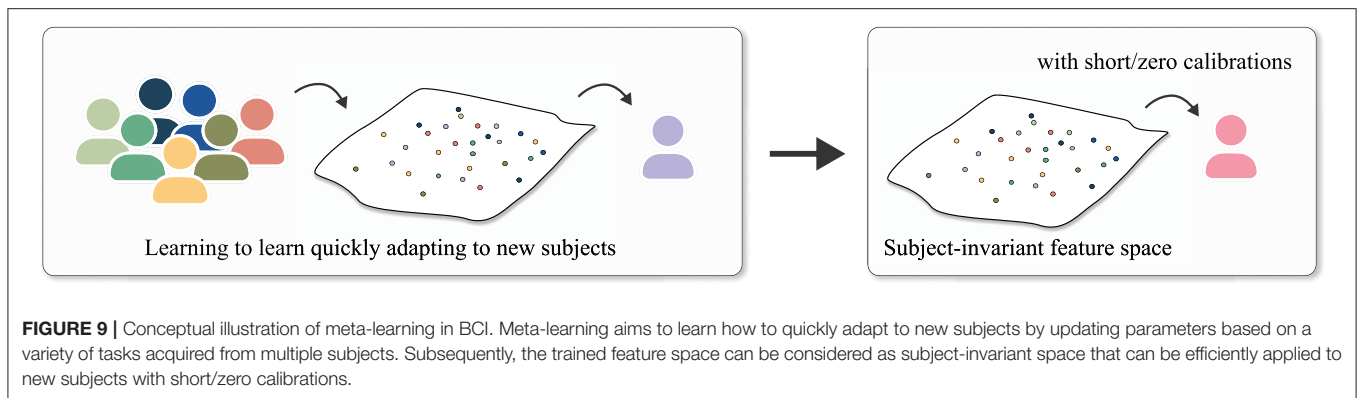 with short/zero calibrations
Learning to learn quickly adapting to new subjects
Subject-invariant feature space
FIGURE 9 | Conceptual illustration of meta-learning in BCI. Meta-learning aims to learn how to quickly adapt to new subjects by updating parameters based on a
variety of tasks acquired from multiple subjects. Subsequently, the trained feature space can be considered as subject-invariant space that can be efficiently applied to
new subjects with short/zero calibrations.